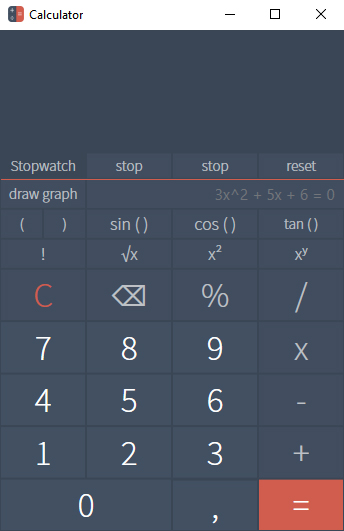 Calculator
Stopwatch stop stop reset
draw graph 3x^2 + 5x + 6 = 0
( ) sin ( ) cos ( ) tan ( )
! √x x² xʸ
C ⌫ % /
7 8 9 x
4 5 6 -
1 2 3 +
0 , =